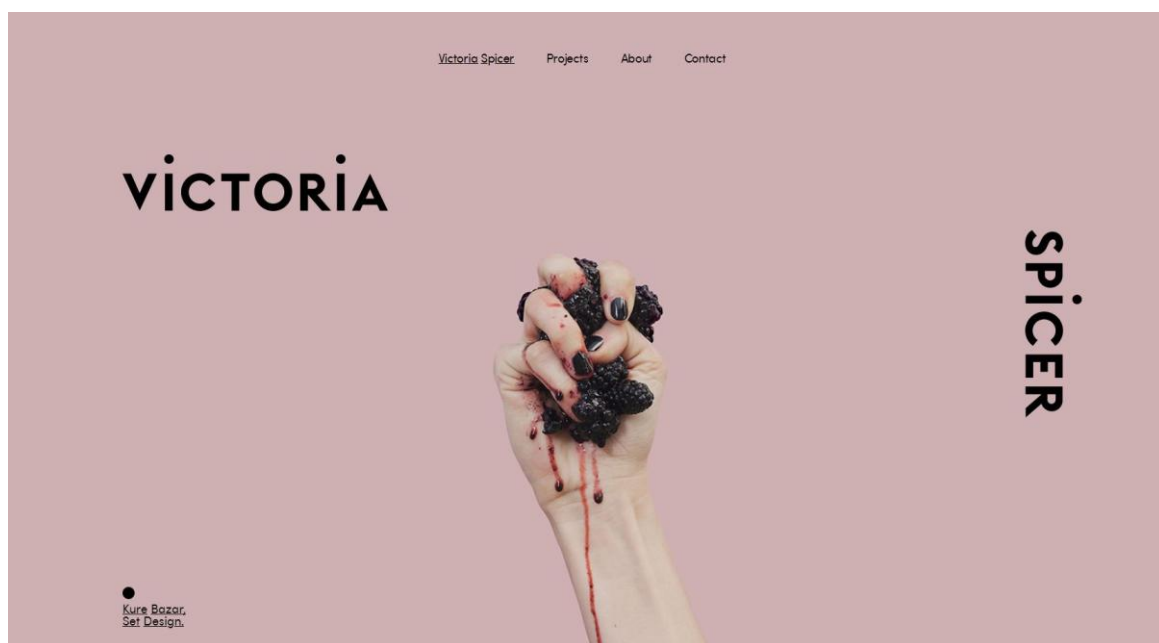 Victoria Spicer Projects About Contact
ViCTORiA
SPiCER
Kure Bazar,
Set Design.